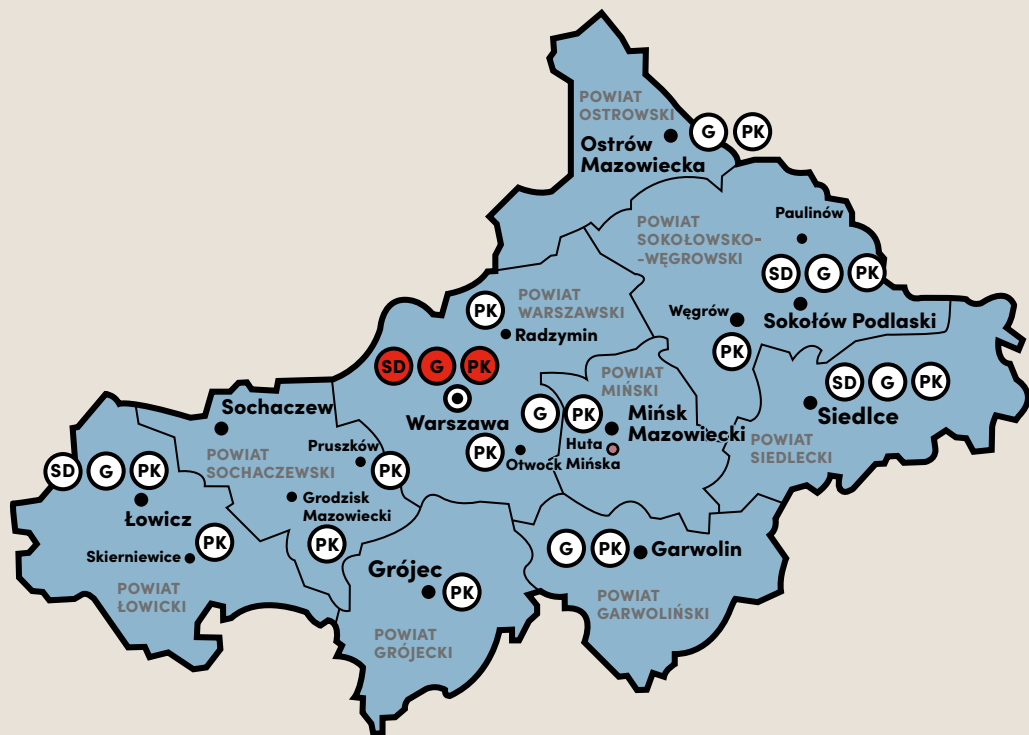 POWIAT
OSTROWSKI
G PK
Ostrów
Mazowiecka
POWIAT
SOKOŁOWSKO-
-WĘGROWSKI
Paulinów
SD G PK
Sokołów Podlaski
Węgrów
PK
PK
POWIAT
WARSZAWSKI
Radzymin
SD G PK
Warszawa
PK
Otwock
POWIAT
MIŃSKI
G PK
Mińsk
Mazowiecki
Huta
Mińska
SD G PK
Siedlce
POWIAT
SIEDLECKI
Sochaczew
POWIAT
SOCHACZEWSKI
Pruszków
PK
Grodzisk
Mazowiecki
PK
SD G PK
Łowicz
Skierniewice
PK
POWIAT
ŁOWICKI
Grójec
PK
POWIAT
GRÓJECKI
G PK
Garwolin
POWIAT
GARWOLIŃSKI